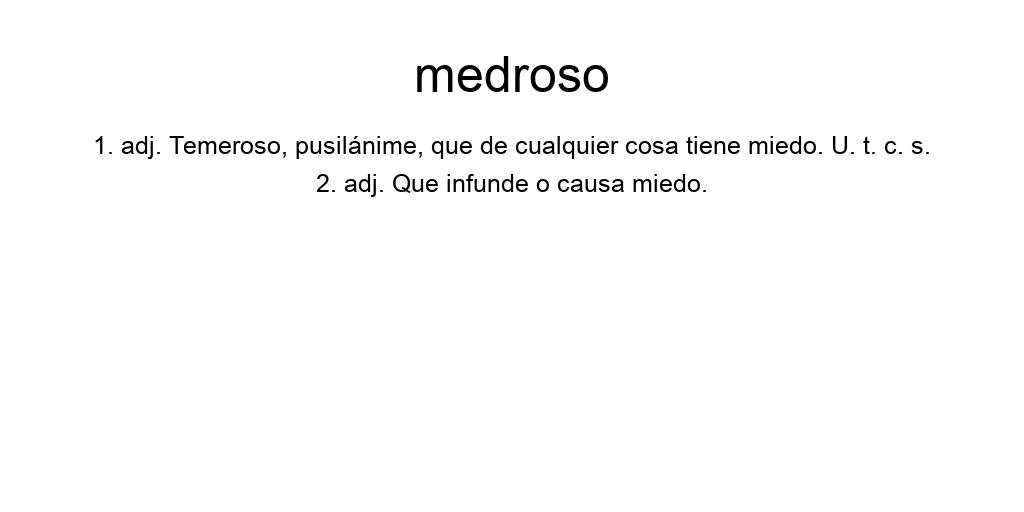 medroso
1. adj. Temeroso, pusilánime, que de cualquier cosa tiene miedo. U. t. c. s.
2. adj. Que infunde o causa miedo.